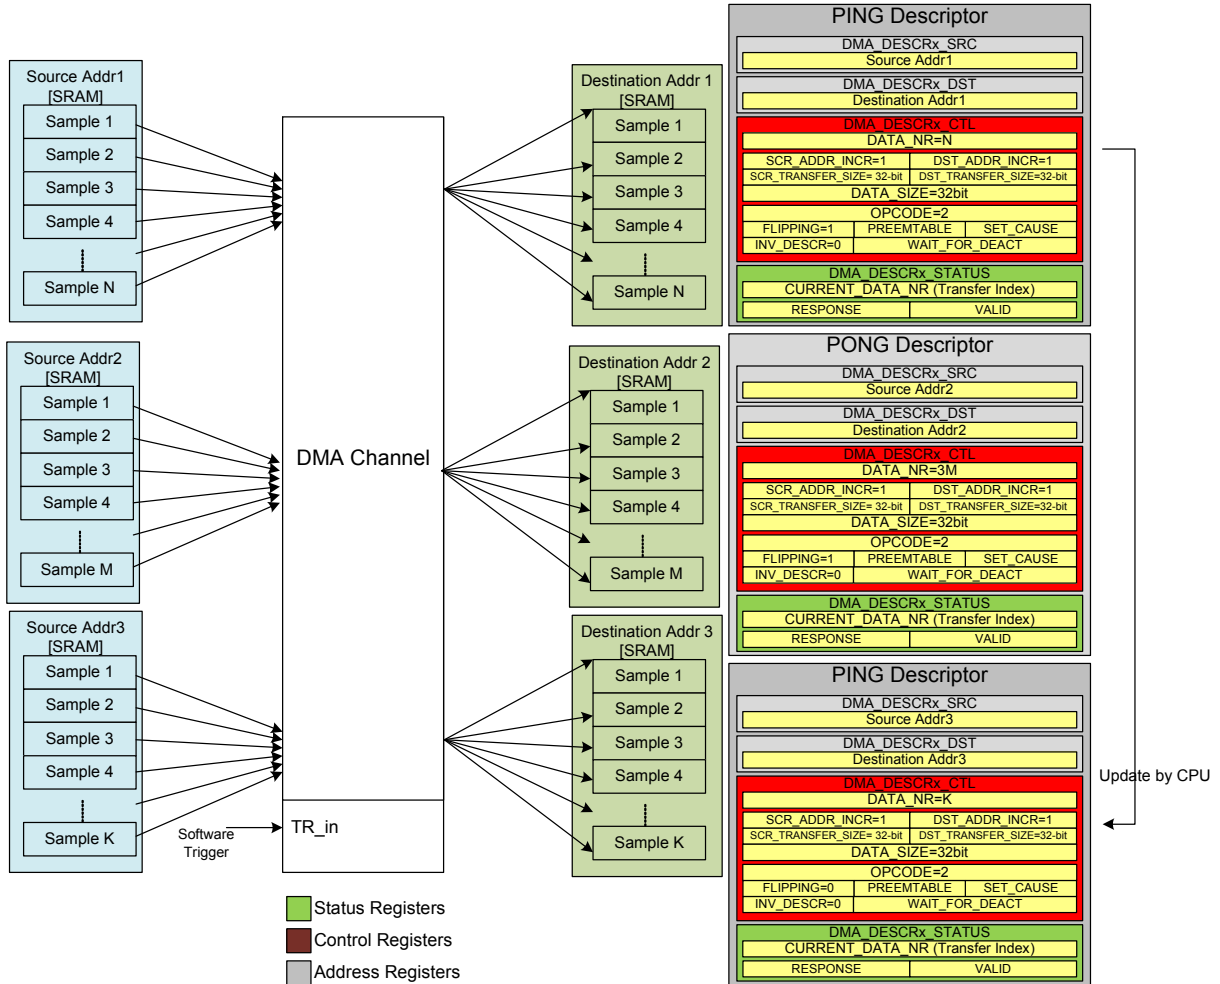 Source Addr1
[SRAM]
Sample 1
Sample 2
Sample 3
Sample 4
Sample N
Source Addr2
[SRAM]
Sample 1
Sample 2
Sample 3
Sample 4
Sample M
Source Addr3
[SRAM]
Sample 1
Sample 2
Sample 3
Sample 4
Sample K
Software
Trigger
DMA Channel
TR_in
Status Registers
Control Registers
Address Registers
Destination Addr 1
[SRAM]
Sample 1
Sample 2
Sample 3
Sample 4
Sample N
Destination Addr 2
[SRAM]
Sample 1
Sample 2
Sample 3
Sample 4
Sample M
Destination Addr 3
[SRAM]
Sample 1
Sample 2
Sample 3
Sample 4
Sample K
PING Descriptor
DMA_DESCRx_SRC
Source Addr1
DMA_DESCRx_DST
Destination Addr1
DMA_DESCRx_CTL
DATA_NR=N
SCR_ADDR_INCR=1 DST_ADDR_INCR=1
SCR_TRANSFER_SIZE= 32-bit DST_TRANSFER_SIZE=32-bit
DATA_SIZE=32bit
OPCODE=2
FLIPPING=1 PREEMTABLE SET_CAUSE
INV_DESCR=0 WAIT_FOR_DEACT
DMA_DESCRx_STATUS
CURRENT_DATA_NR (Transfer Index)
RESPONSE VALID
PONG Descriptor
DMA_DESCRx_SRC
Source Addr2
DMA_DESCRx_DST
Destination Addr2
DMA_DESCRx_CTL
DATA_NR=3M
SCR_ADDR_INCR=1 DST_ADDR_INCR=1
SCR_TRANSFER_SIZE= 32-bit DST_TRANSFER_SIZE=32-bit
DATA_SIZE=32bit
OPCODE=2
FLIPPING=1 PREEMTABLE SET_CAUSE
INV_DESCR=0 WAIT_FOR_DEACT
DMA_DESCRx_STATUS
CURRENT_DATA_NR (Transfer Index)
RESPONSE VALID
PING Descriptor
DMA_DESCRx_SRC
Source Addr3
DMA_DESCRx_DST
Destination Addr3
DMA_DESCRx_CTL
DATA_NR=K
SCR_ADDR_INCR=1 DST_ADDR_INCR=1
SCR_TRANSFER_SIZE= 32-bit DST_TRANSFER_SIZE=32-bit
DATA_SIZE=32bit
OPCODE=2
FLIPPING=0 PREEMTABLE SET_CAUSE
INV_DESCR=0 WAIT_FOR_DEACT
DMA_DESCRx_STATUS
CURRENT_DATA_NR (Transfer Index)
RESPONSE VALID
Update by CPU